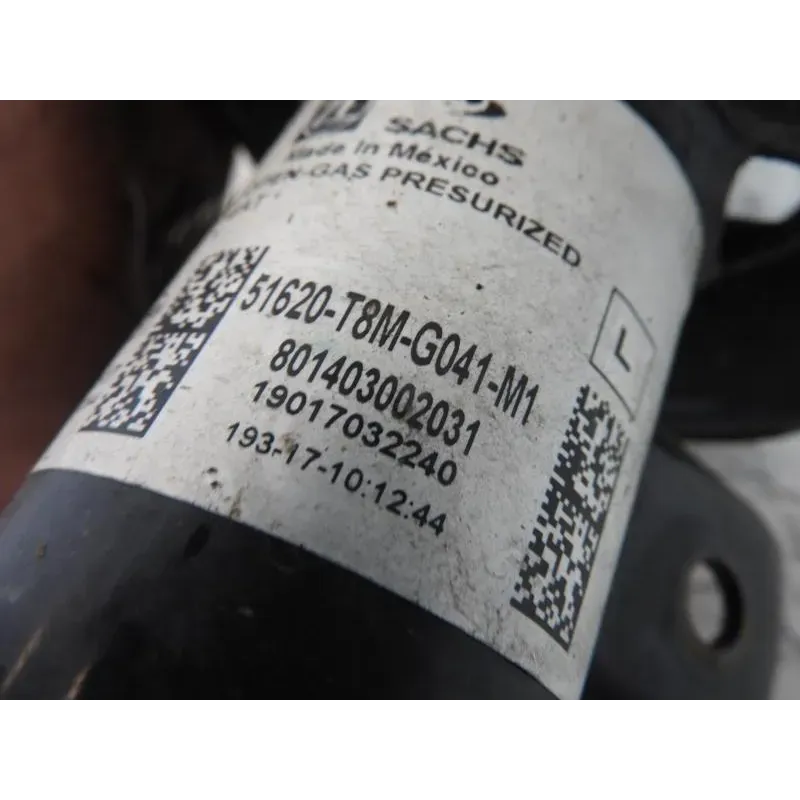 SACHS
Made In México
GAS PRESURIZED
51620-T8M-G041-M1
801403002031
19017032240
193-17-10:12:44
L